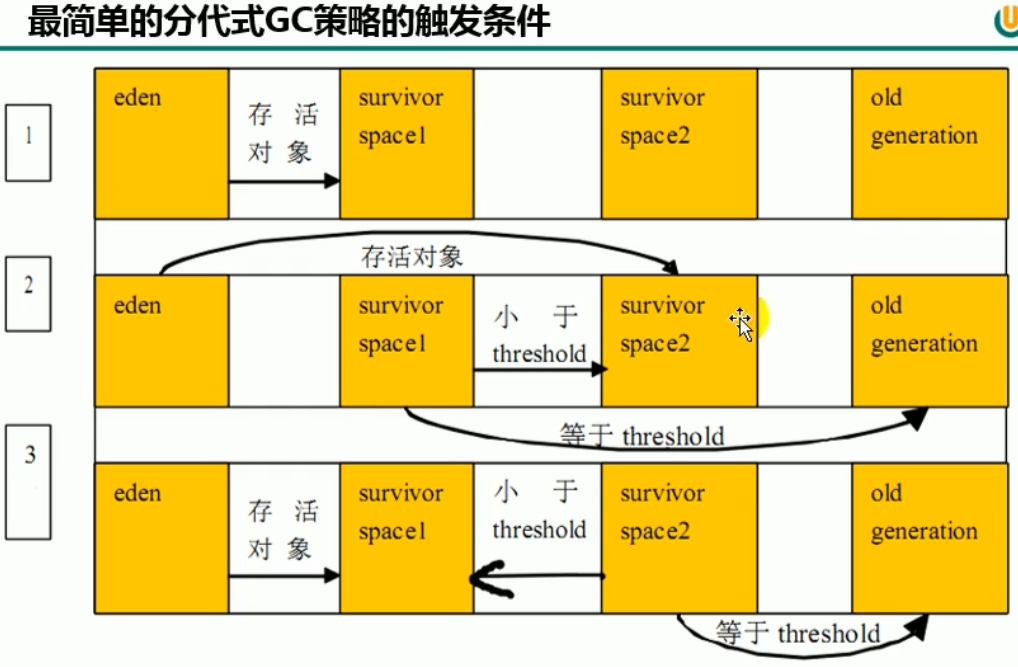 最简单的分代式GC策略的触发条件
U
1
eden
存 活
对 象
survivor
space1
survivor
space2
old
generation
存活对象
2
eden
survivor
space1
小 于
threshold
survivor
space2
old
generation
等于 threshold
3
eden
存 活
对 象
survivor
space1
小 于
threshold
survivor
space2
old
generation
等于 threshold